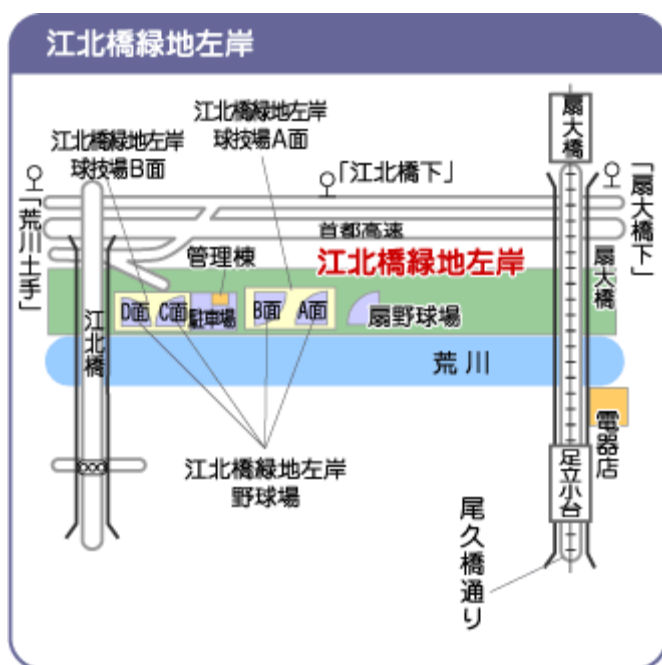 江北橋緑地左岸
江北橋緑地左岸
球技場A面
江北橋緑地左岸
球技場B面
扇大橋
「江北橋下」
「荒川土手」
「扇大橋下」
首都高速
管理棟
江北橋緑地左岸
扇大橋
D面
C面
駐車場
B面
A面
扇野球場
江北橋
荒川
江北橋緑地左岸
野球場
電器店
足立小台
尾久橋通り